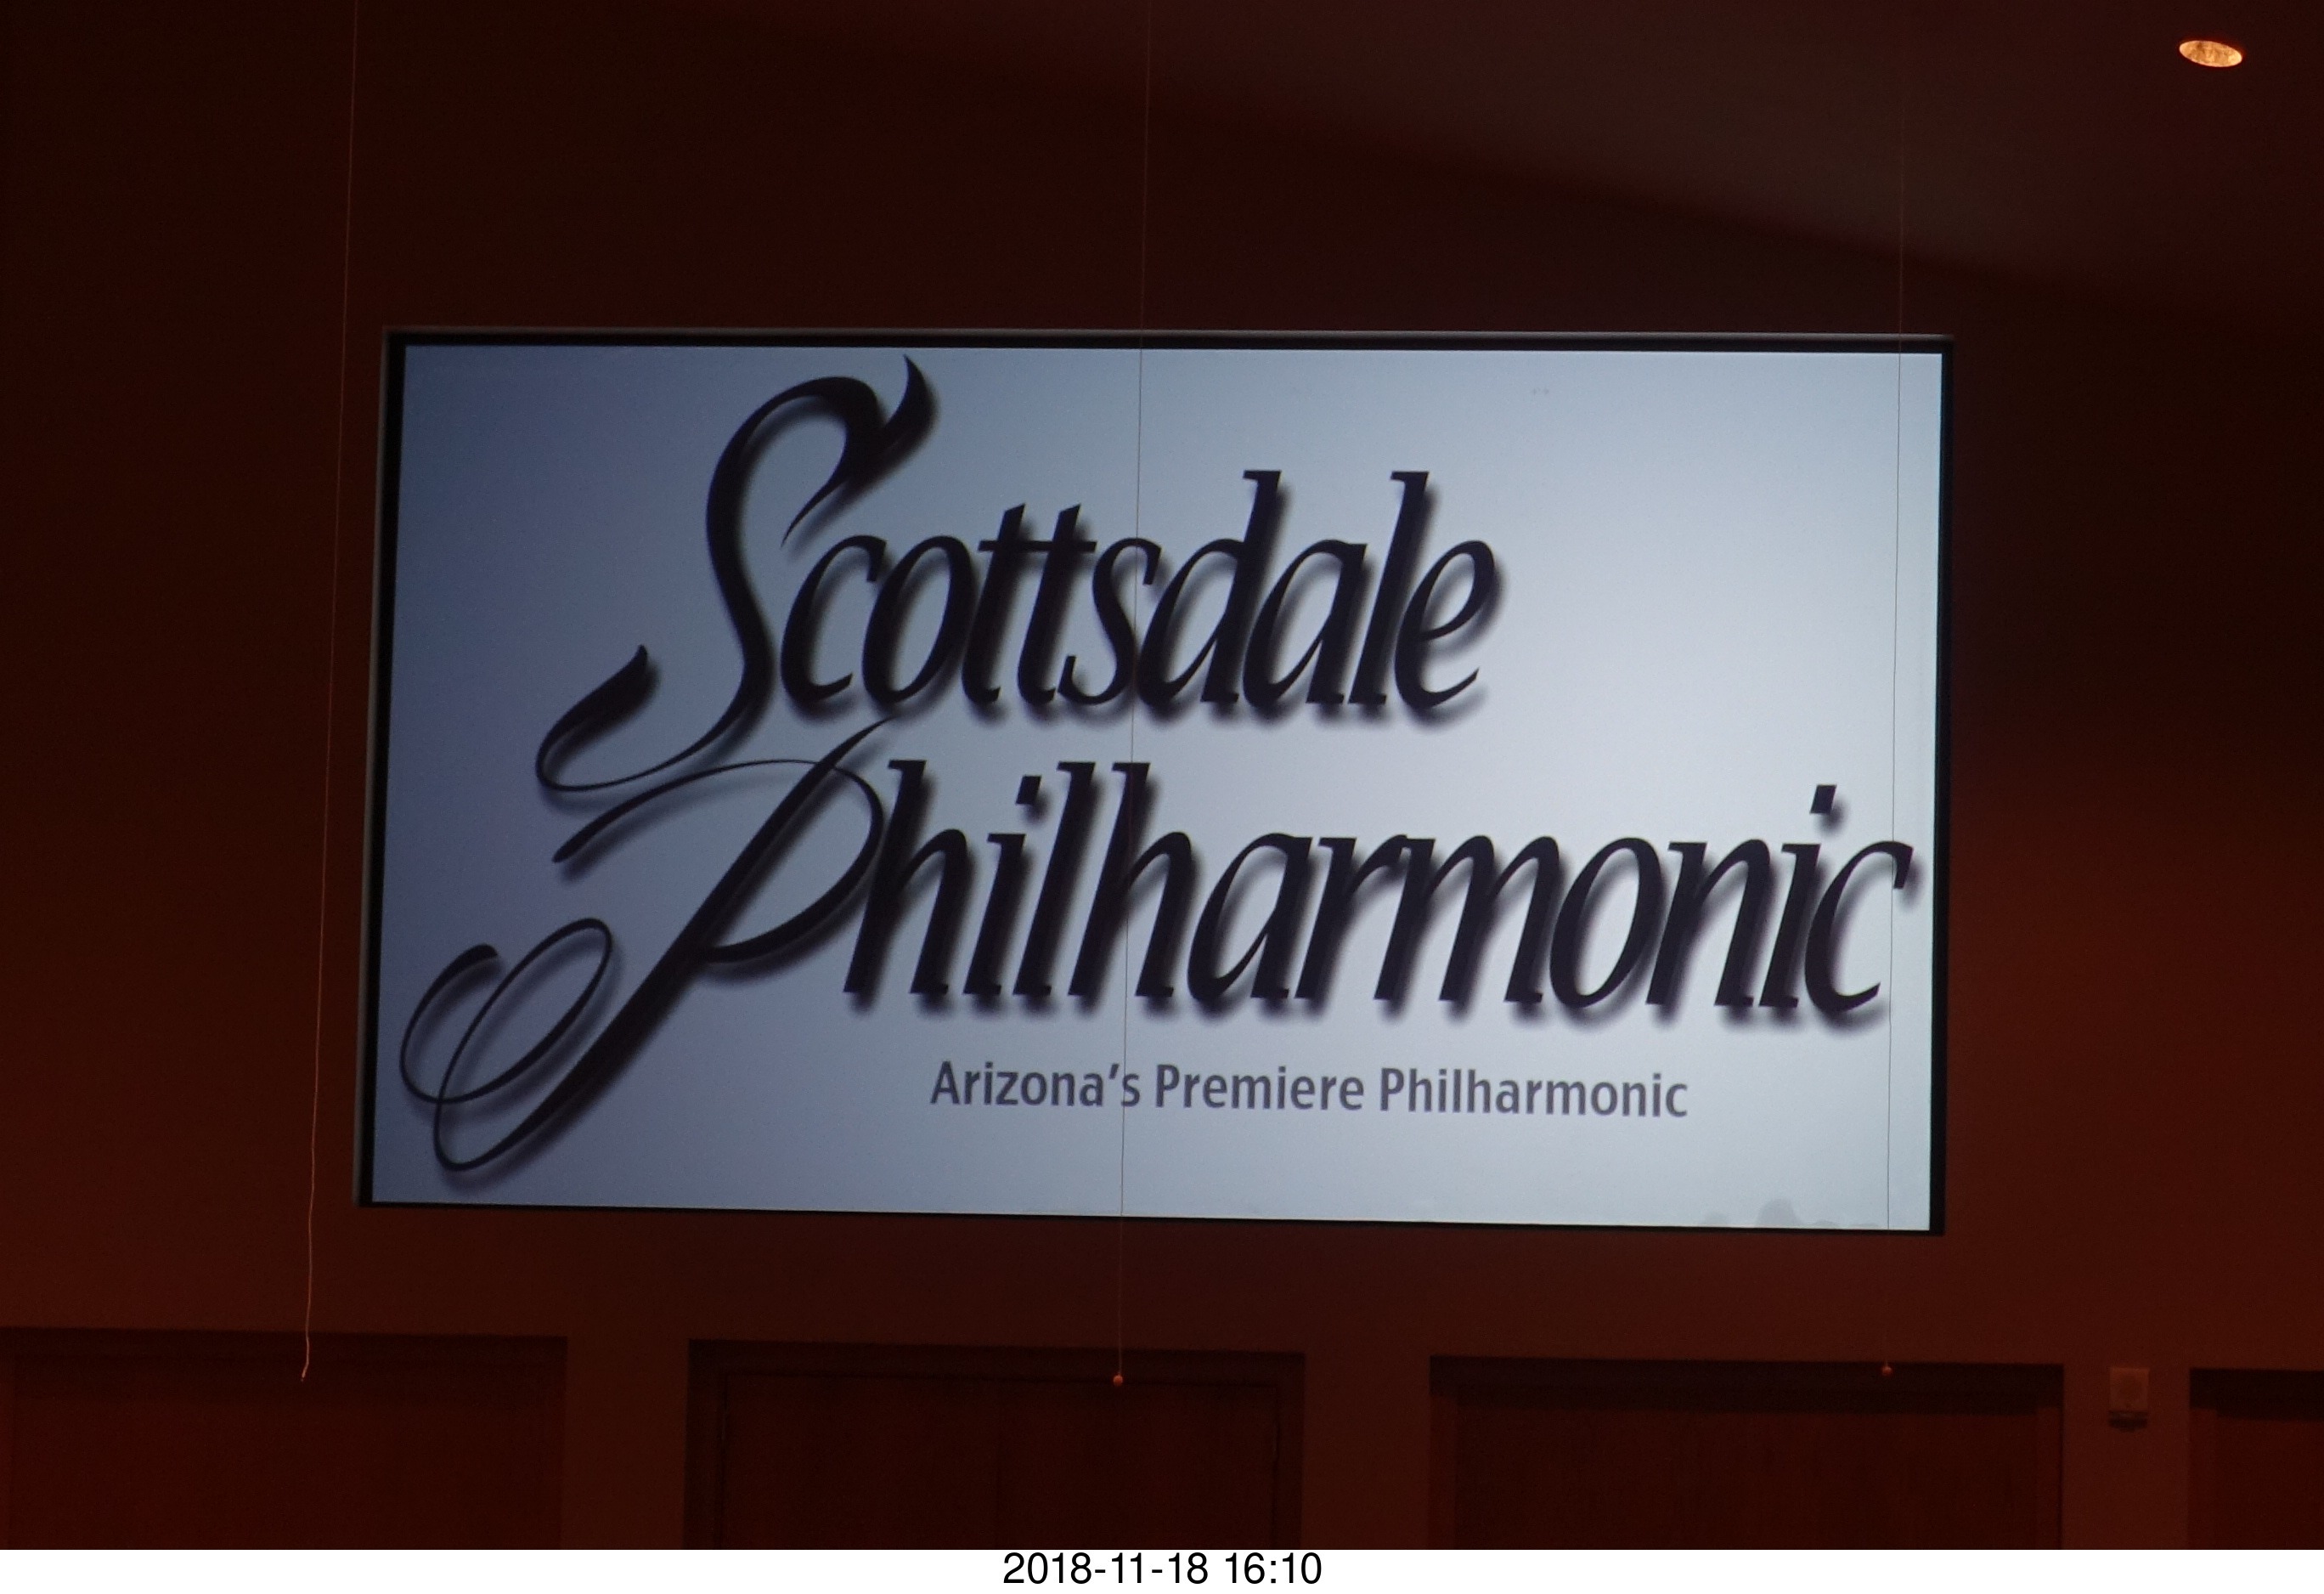 Scottsdale
Philharmonic
Arizona's Premiere Philharmonic
2018-11-18 16:10